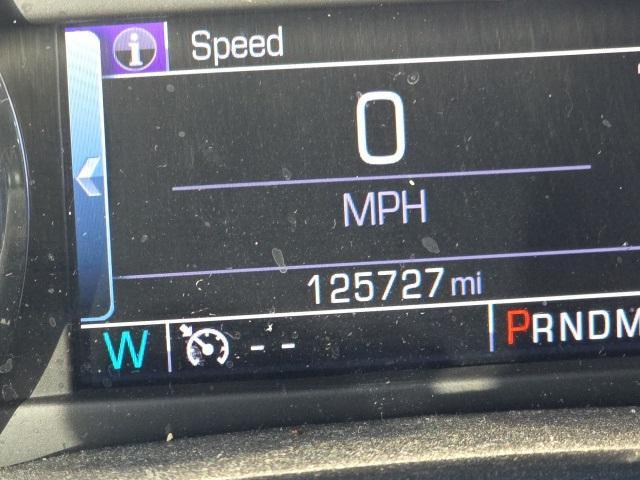 i Speed
0
MPH
125727 mi
W -- PRNDM